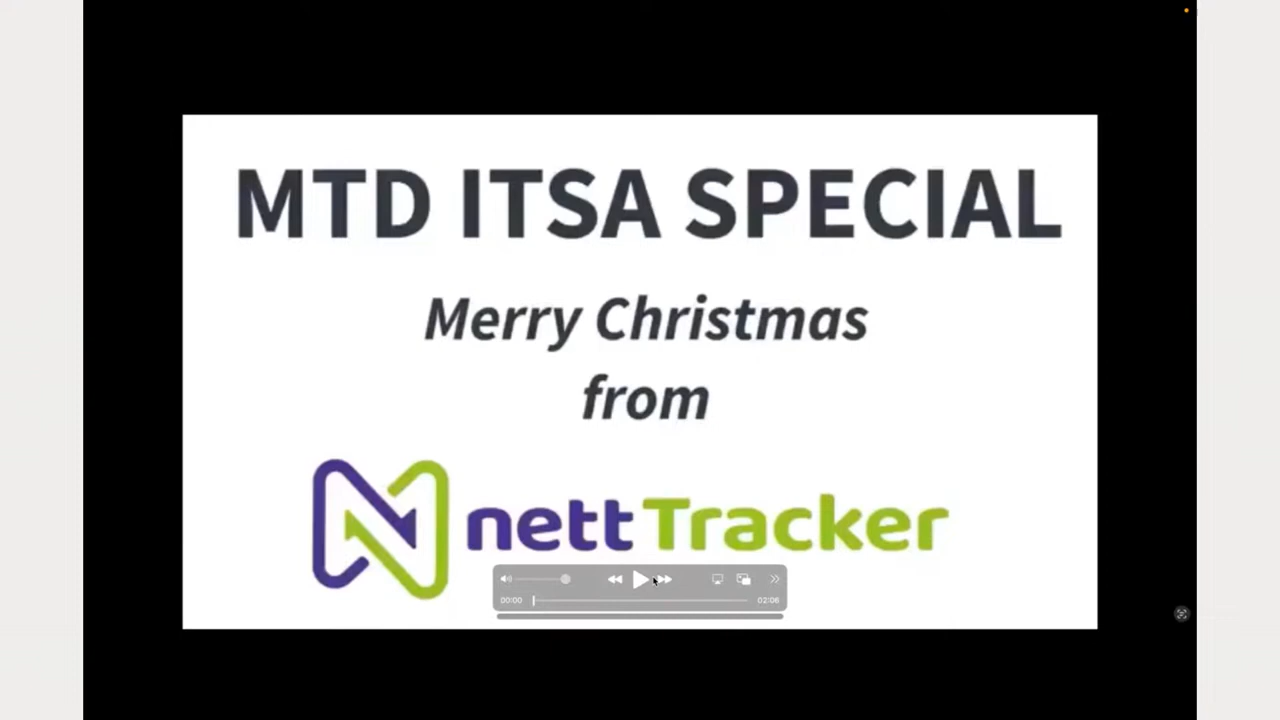 MTD ITSA SPECIAL
Merry Christmas
from
nettTracker
00:00 02:06